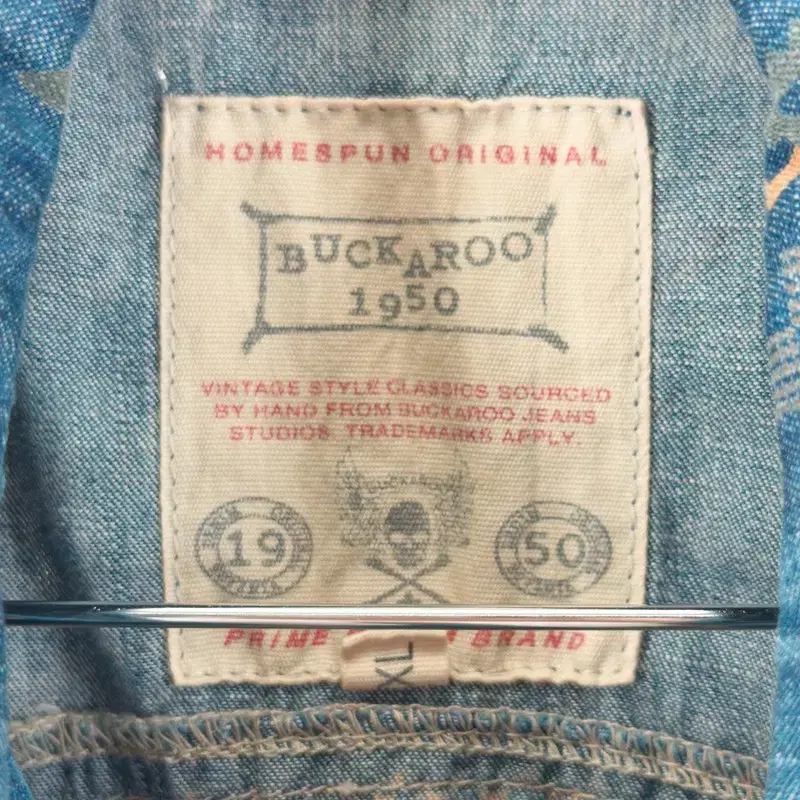 HOMESPUN ORIGINAL
BUCKAROO
1950
VINTAGE STYLE CLASSICS SOURCED
BY HAND FROM BUCKAROO JEANS
STUDIOS. TRADEMARKS APPLY.
BUCKAROO
19
50
PRIME
BRAND
XL